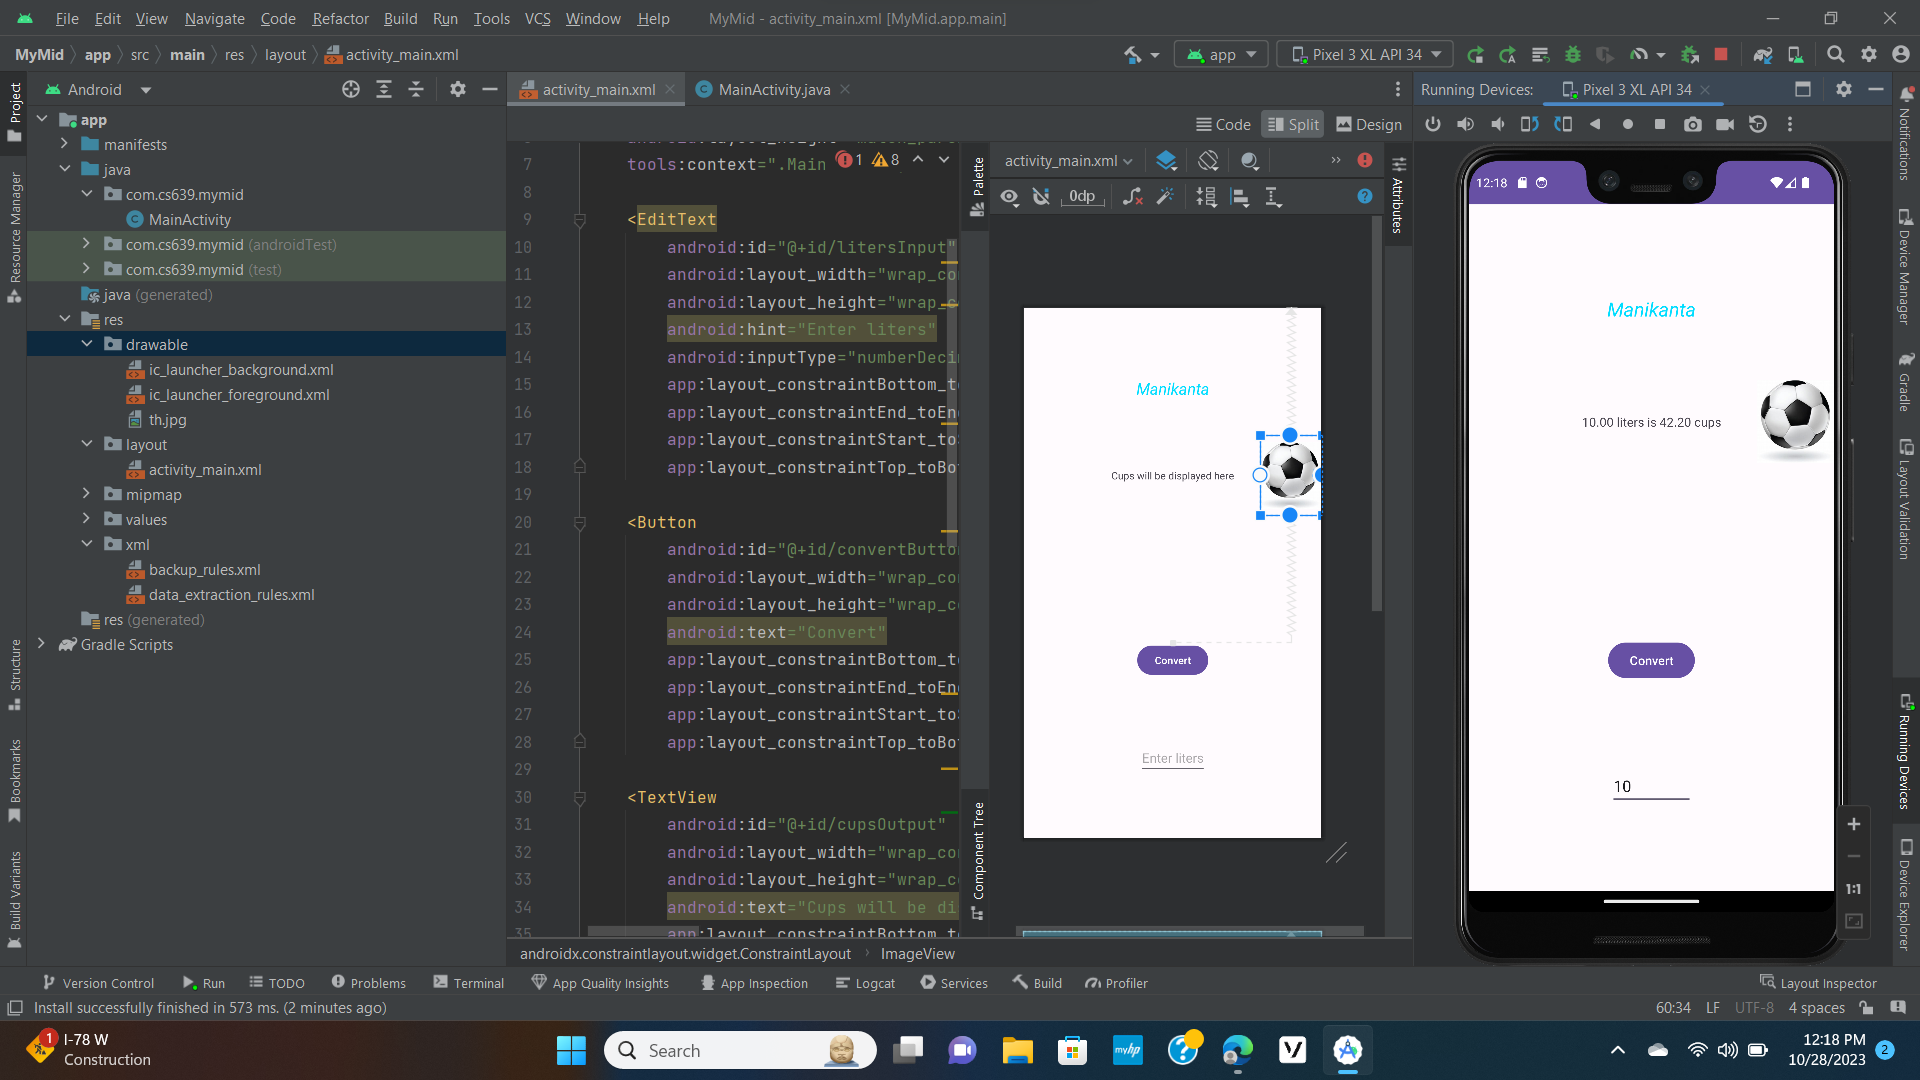 File Edit View Navigate Code Refactor Build Run Tools VCS Window Help MyMid - activity_main.xml [MyMid.app.main]
MyMid app src main res layout activity_main.xml
app Pixel 3 XL API 34
Project
Android
activity_main.xml MainActivity.java
Running Devices: Pixel 3 XL API 34
Code Split Design
app
manifests
java
com.cs639.mymid
MainActivity
com.cs639.mymid (androidTest)
com.cs639.mymid (test)
java (generated)
res
drawable
ic_launcher_background.xml
ic_launcher_foreground.xml
th.jpg
layout
activity_main.xml
mipmap
values
xml
backup_rules.xml
data_extraction_rules.xml
res (generated)
Gradle Scripts
Resource Manager
Structure
Bookmarks
Build Variants
7 tools:context=".Main 1 8
8
9 <EditText
10 android:id="@+id/litersInput"
11 android:layout_width="wrap_co
12 android:layout_height="wrap_c
13 android:hint="Enter liters"
14 android:inputType="numberDeci
15 app:layout_constraintBottom_to
16 app:layout_constraintEnd_toEnd
17 app:layout_constraintStart_to
18 app:layout_constraintTop_toBot
19
20 <Button
21 android:id="@+id/convertButton
22 android:layout_width="wrap_con
23 android:layout_height="wrap_co
24 android:text="Convert"
25 app:layout_constraintBottom_to
26 app:layout_constraintEnd_toEnd
27 app:layout_constraintStart_to
28 app:layout_constraintTop_toBot
29
30 <TextView
31 android:id="@+id/cupsOutput"
32 android:layout_width="wrap_con
33 android:layout_height="wrap_co
34 android:text="Cups will be di
35 app:layout_constraintBottom_to
Palette
Component Tree
activity_main.xml
0dp
Attributes
Manikanta
Cups will be displayed here
Convert
Enter liters
12:18
Manikanta
10.00 liters is 42.20 cups
Convert
10
1:1
Notifications
Device Manager
Gradle
Layout Validation
Running Devices
Device Explorer
androidx.constraintlayout.widget.ConstraintLayout ImageView
Version Control Run TODO Problems Terminal App Quality Insights App Inspection Logcat Services Build Profiler Layout Inspector
Install successfully finished in 573 ms. (2 minutes ago) 60:34 LF UTF-8 4 spaces
1 I-78 W
Construction
Search
myhp
12:18 PM
10/28/2023
2